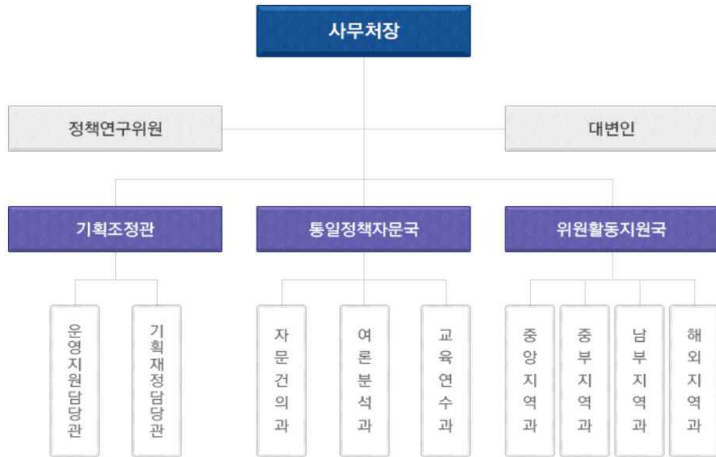 사무처장
정책연구위원
대변인
기획조정관
통일정책자문국
위원활동지원국
운영지원담당관
기획재정담당관
자문건의과
여론분석과
교육연수과
중앙지역과
중부지역과
남부지역과
해외지역과